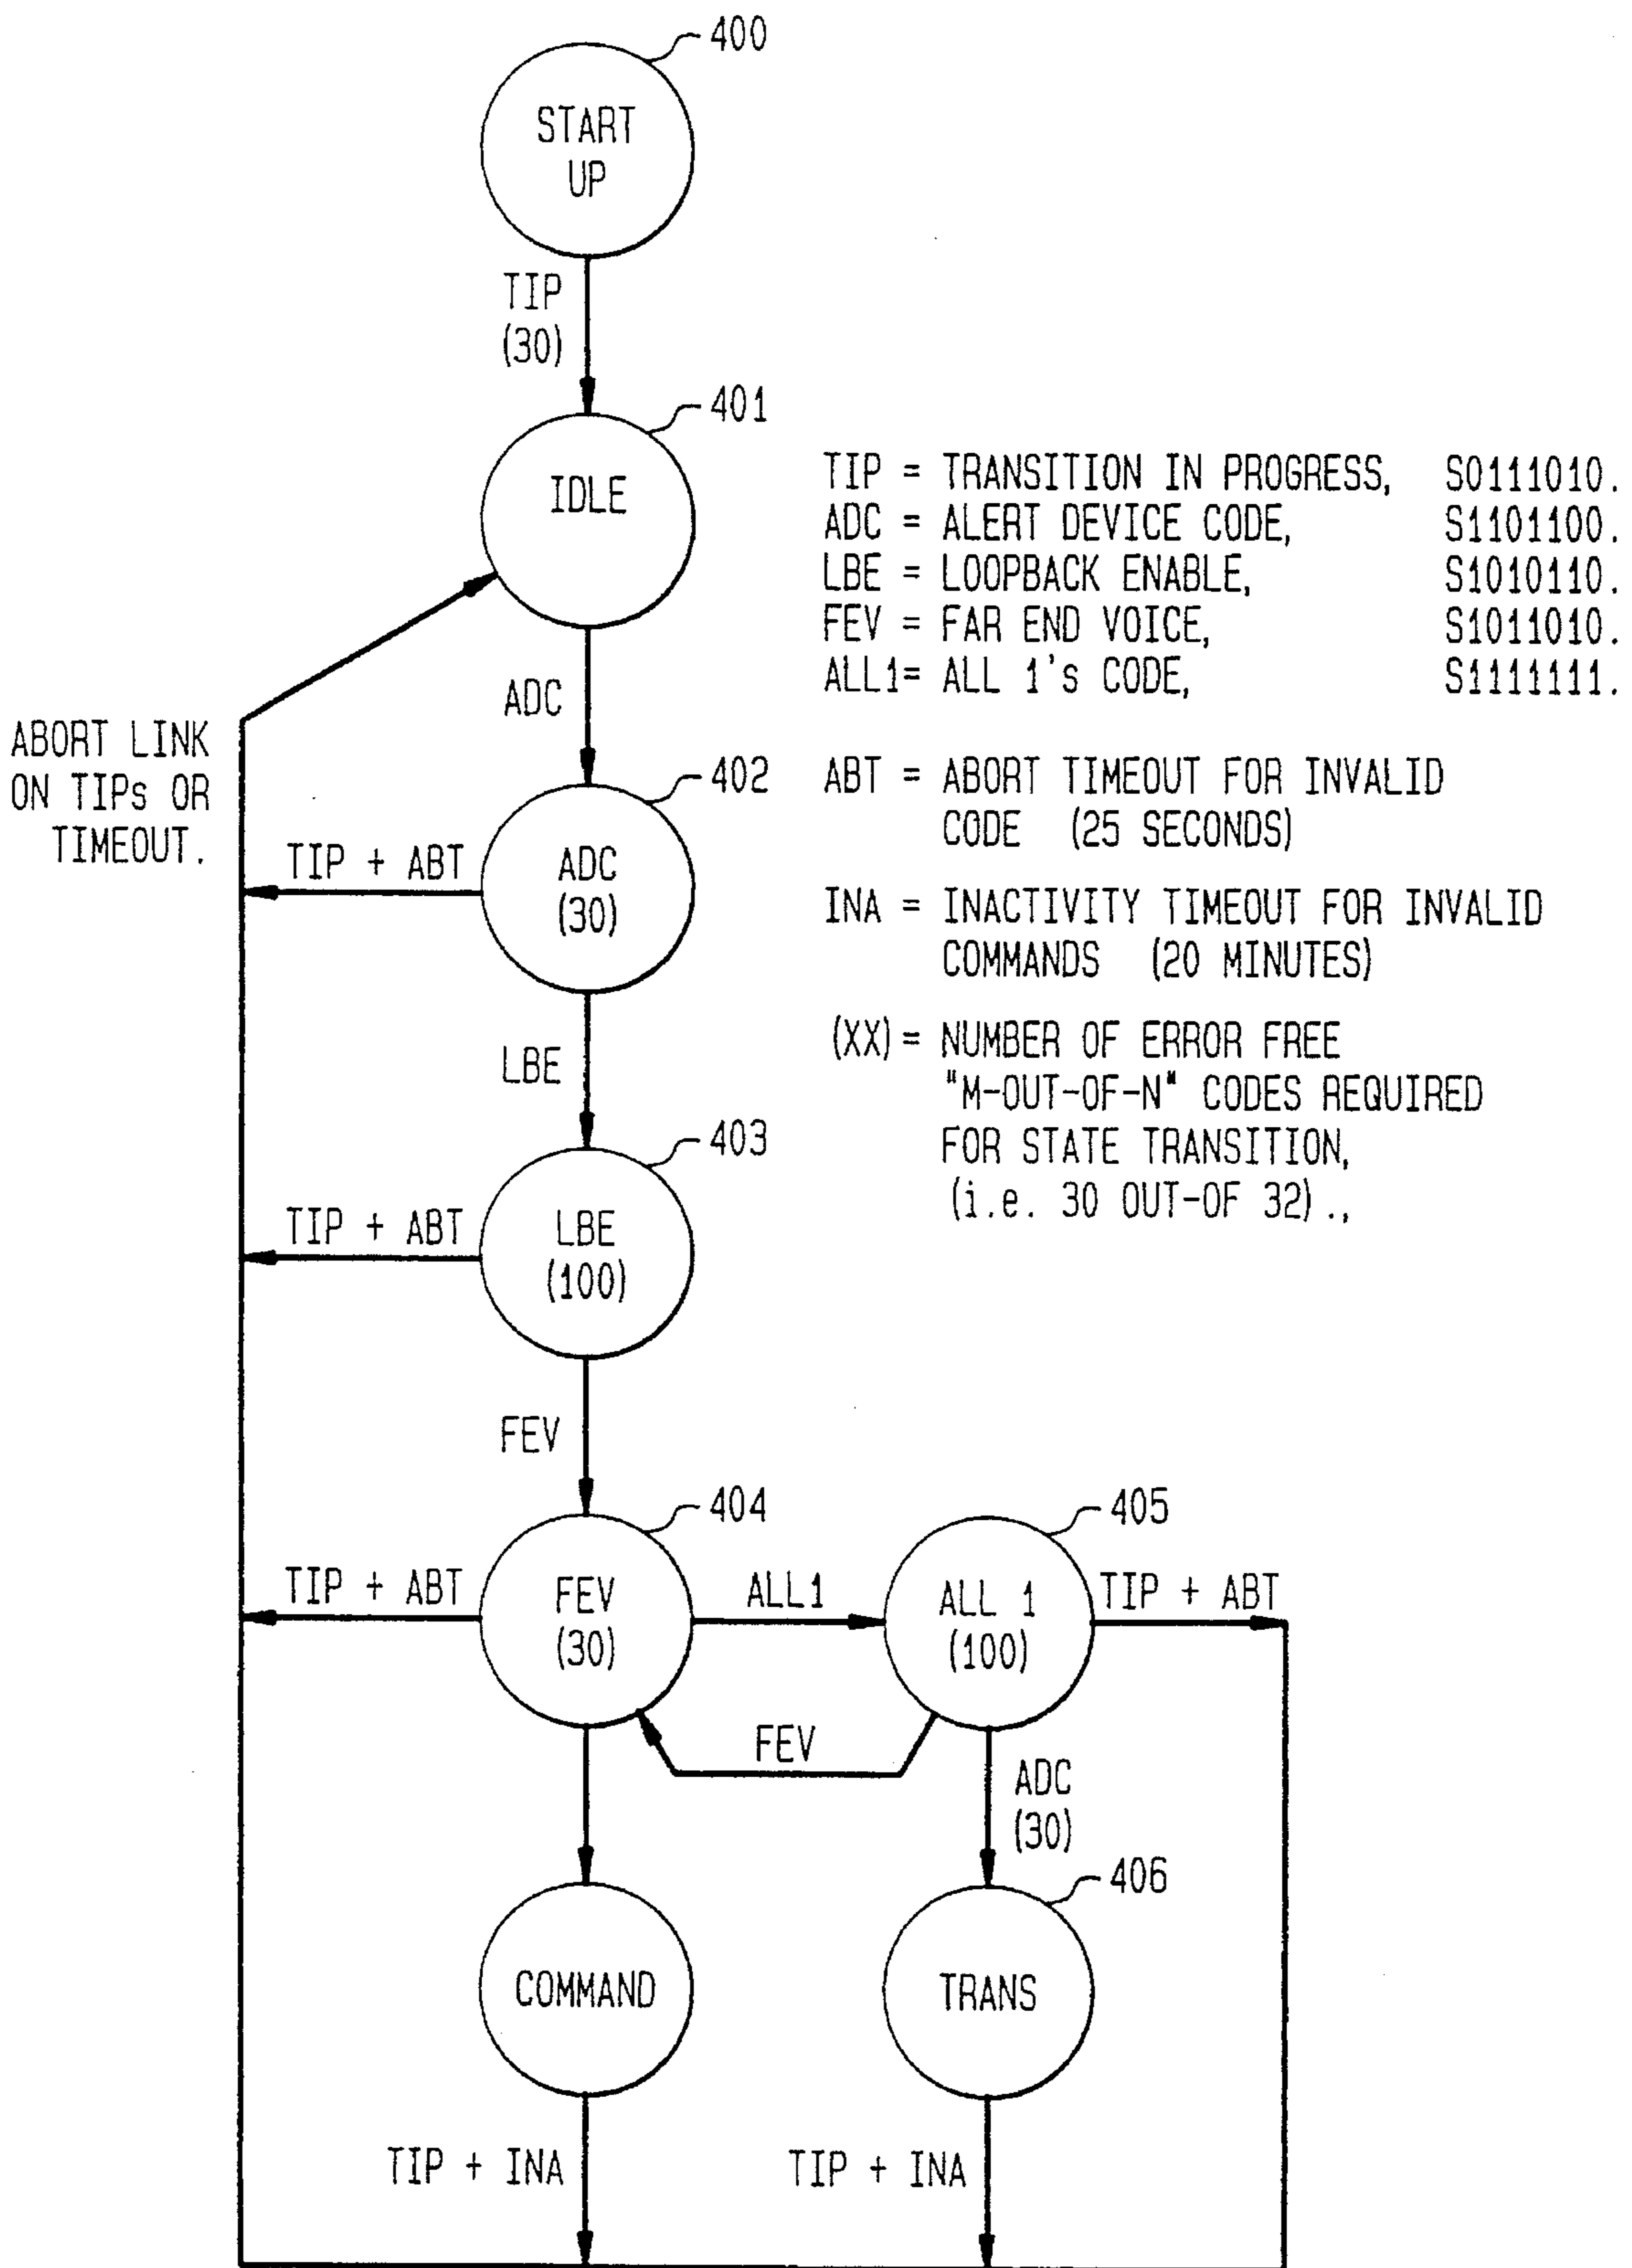 400
START
UP
TIP
(30)
401
IDLE
TIP = TRANSITION IN PROGRESS, S0111010.
ADC = ALERT DEVICE CODE, S1101100.
LBE = LOOPBACK ENABLE, S1010110.
FEV = FAR END VOICE, S1011010.
ALL1= ALL 1's CODE, S1111111.
ADC
ABORT LINK
ON TIPs OR
TIMEOUT.
402
ABT = ABORT TIMEOUT FOR INVALID
CODE (25 SECONDS)
TIP + ABT
ADC
(30)
INA = INACTIVITY TIMEOUT FOR INVALID
COMMANDS (20 MINUTES)
LBE
(XX) = NUMBER OF ERROR FREE
"M-OUT-OF-N" CODES REQUIRED
FOR STATE TRANSITION,
(i.e. 30 OUT-OF 32).,
403
TIP + ABT
LBE
(100)
FEV
404
405
TIP + ABT
FEV
(30)
ALL1
ALL 1
(100)
TIP + ABT
FEV
ADC
(30)
406
COMMAND
TRANS
TIP + INA
TIP + INA